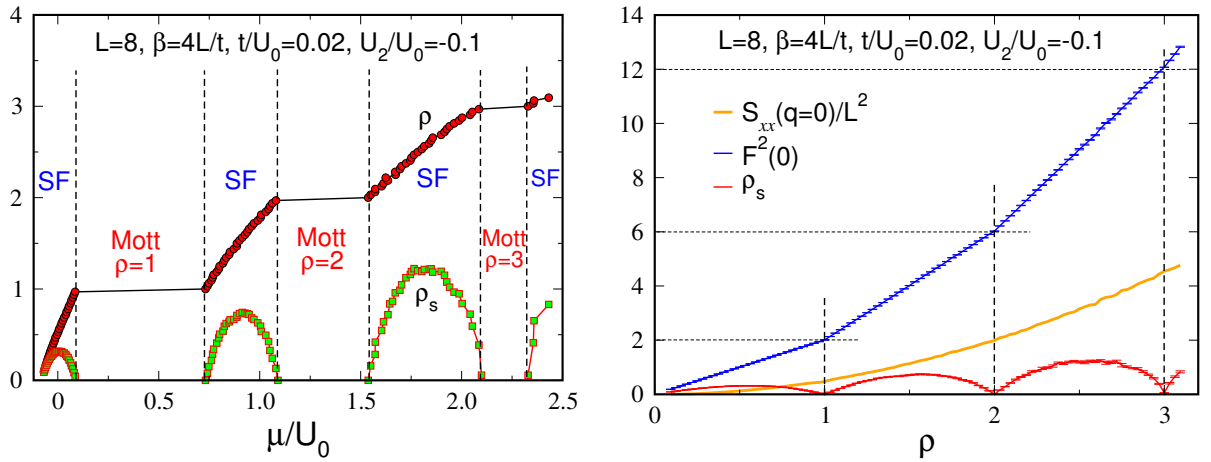 L=8, β=4L/t, t/U₀=0.02, U₂/U₀=-0.1
4
3
2
1
0
ρ
SF
SF
SF
SF
Mott
ρ=1
Mott
ρ=2
Mott
ρ=3
ρₛ
0
0.5
1.0
1.5
2.0
2.5
μ/U₀
L=8, β=4L/t, t/U₀=0.02, U₂/U₀=-0.1
14
12
10
8
6
4
2
0
S_xx(q=0)/L²
F²(0)
ρₛ
0
1
2
3
ρ